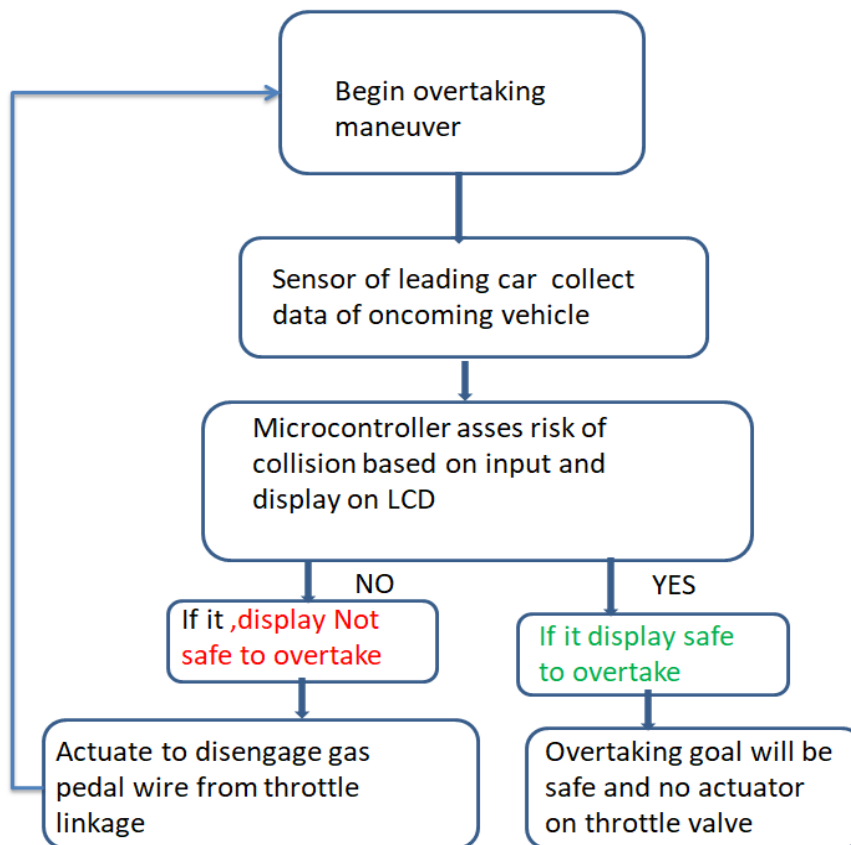 Begin overtaking
maneuver
Sensor of leading car  collect
data of oncoming vehicle
Microcontroller asses risk of
collision based on input and
display on LCD
NO
YES
If it ,display Not
safe to overtake
If it display safe
to overtake
Actuate to disengage gas
pedal wire from throttle
linkage
Overtaking goal will be
safe and no actuator
on throttle valve